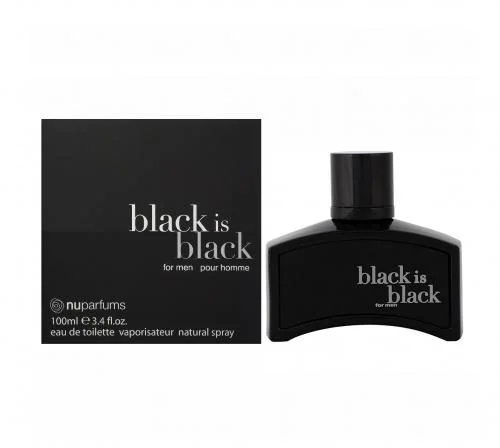 black is
black
for men pour homme
nuparfums
100ml ℮ 3.4 fl.oz.
eau de toilette vaporisateur natural spray
black is
black
for men